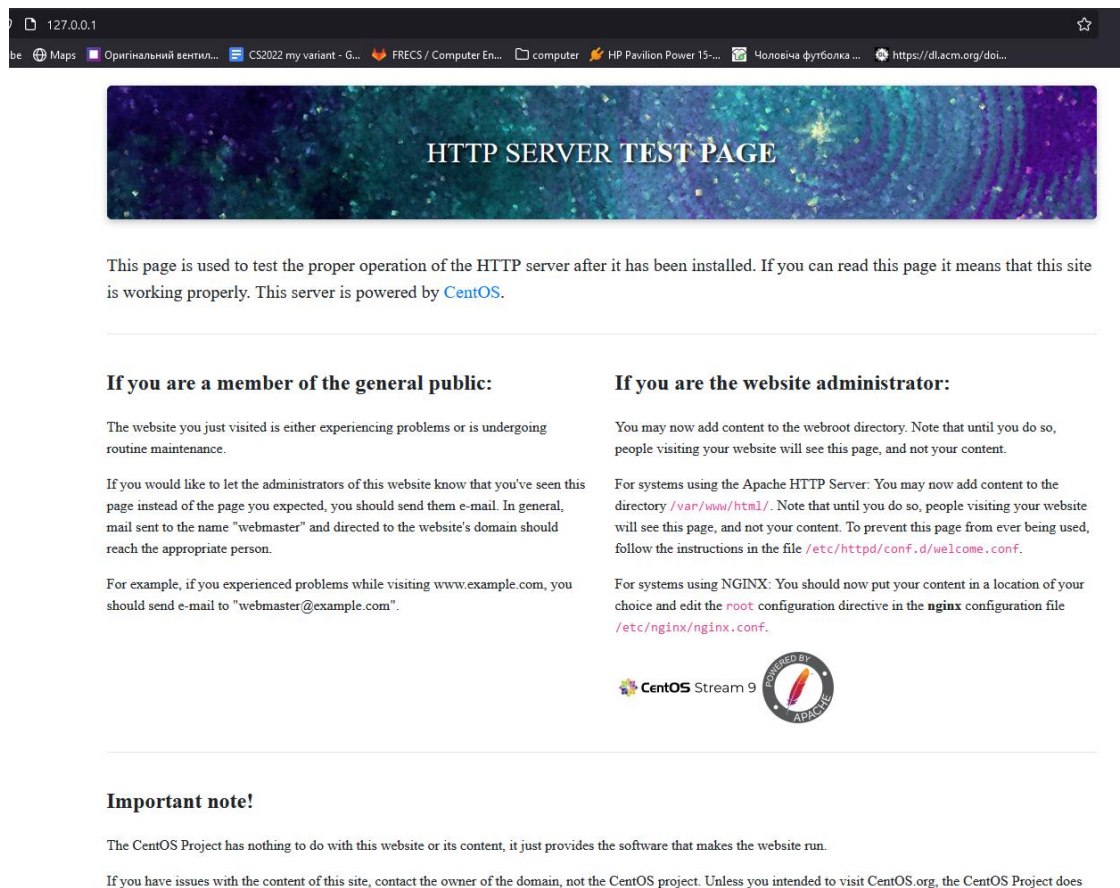 127.0.0.1
be Maps Оригінальний вентил... CS2022 my variant - G... FRECS / Computer En... computer HP Pavilion Power 15-... Чоловіча футболка ... https://dl.acm.org/doi...
HTTP SERVER TEST PAGE
This page is used to test the proper operation of the HTTP server after it has been installed. If you can read this page it means that this site
is working properly. This server is powered by CentOS.
If you are a member of the general public:
The website you just visited is either experiencing problems or is undergoing
routine maintenance.
If you would like to let the administrators of this website know that you've seen this
page instead of the page you expected, you should send them e-mail. In general,
mail sent to the name "webmaster" and directed to the website's domain should
reach the appropriate person.
For example, if you experienced problems while visiting www.example.com, you
should send e-mail to "webmaster@example.com".
If you are the website administrator:
You may now add content to the webroot directory. Note that until you do so,
people visiting your website will see this page, and not your content.
For systems using the Apache HTTP Server: You may now add content to the
directory /var/www/html/. Note that until you do so, people visiting your website
will see this page, and not your content. To prevent this page from ever being used,
follow the instructions in the file /etc/httpd/conf.d/welcome.conf.
For systems using NGINX: You should now put your content in a location of your
choice and edit the root configuration directive in the nginx configuration file
/etc/nginx/nginx.conf.
CentOS Stream 9
POWERED BY
APACHE
Important note!
The CentOS Project has nothing to do with this website or its content, it just provides the software that makes the website run.
If you have issues with the content of this site, contact the owner of the domain, not the CentOS project. Unless you intended to visit CentOS.org, the CentOS Project does